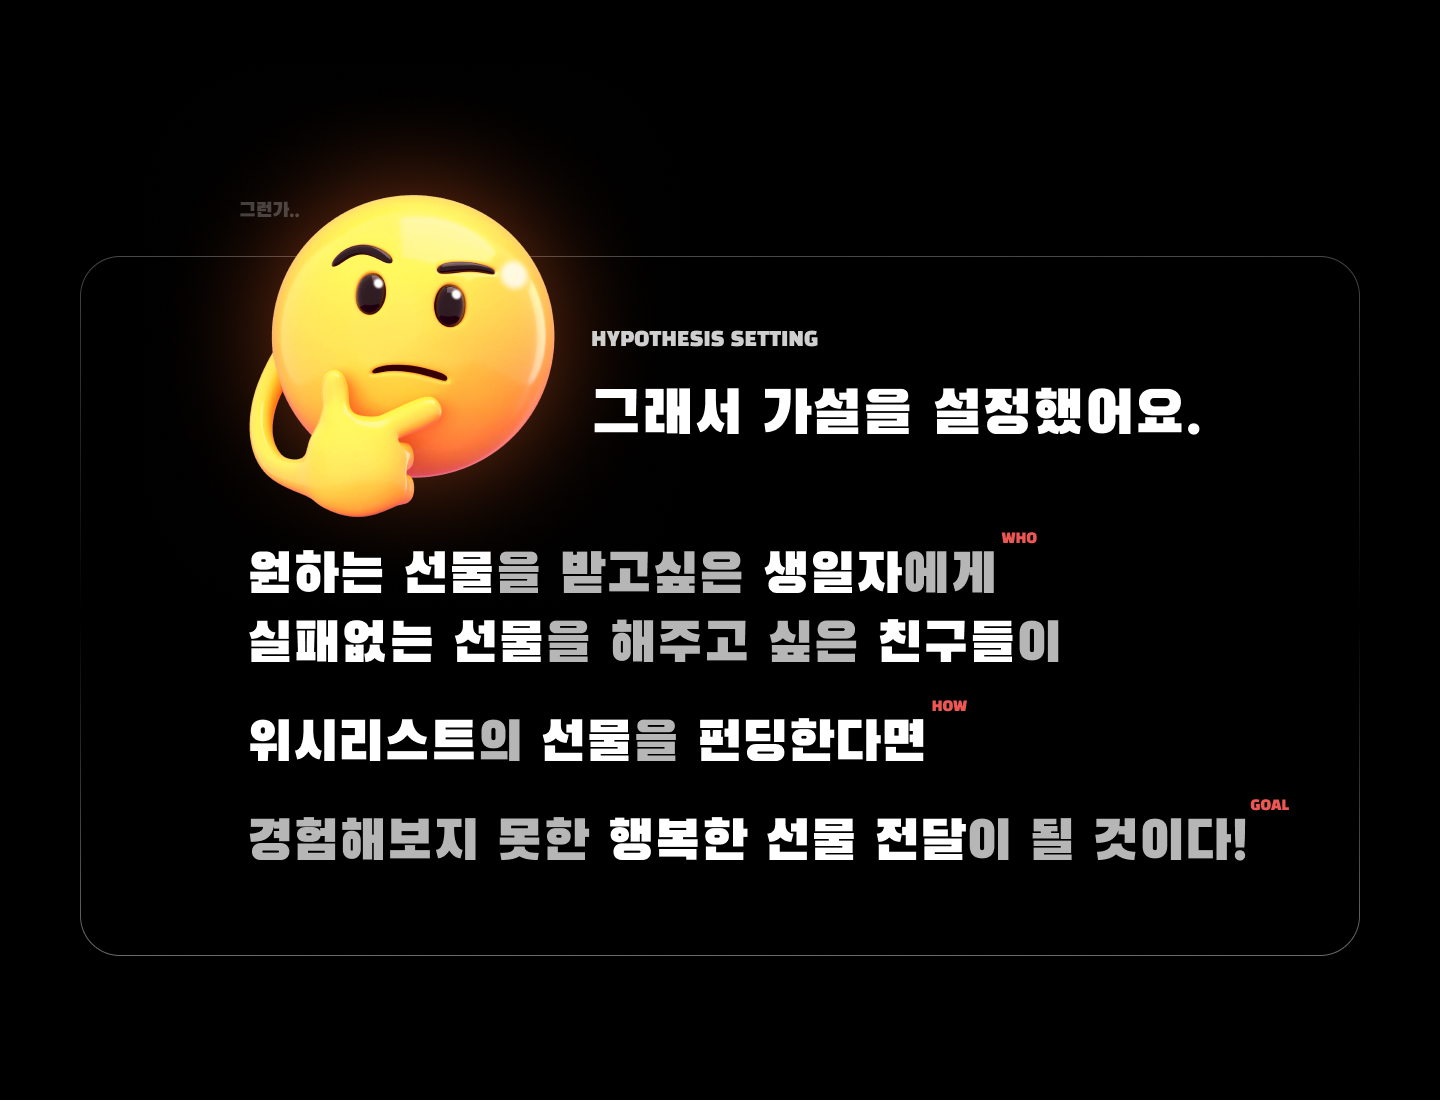 그런가..
HYPOTHESIS SETTING
그래서 가설을 설정했어요.
WHO
원하는 선물을 받고싶은 생일자에게
실패없는 선물을 해주고 싶은 친구들이
HOW
위시리스트의 선물을 펀딩한다면
GOAL
경험해보지 못한 행복한 선물 전달이 될 것이다!